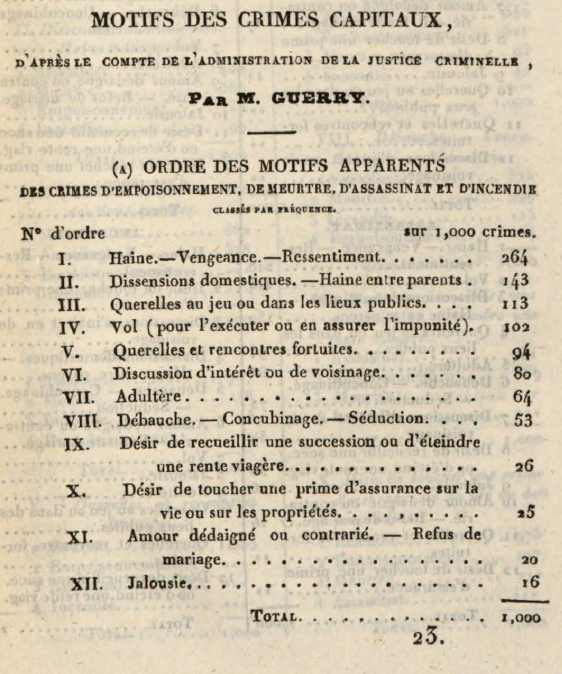 MOTIFS DES CRIMES CAPITAUX,
D'APRÈS LE COMPTE DE L'ADMINISTRATION DE LA JUSTICE CRIMINELLE,
PAR M. GUERRY.
(A) ORDRE DES MOTIFS APPARENTS
DES CRIMES D'EMPOISONNEMENT, DE MEURTRE, D'ASSASSINAT ET D'INCENDIE
CLASSÉS PAR FRÉQUENCE.
N° d'ordre sur 1,000 crimes.
I. Haine.—Vengeance.—Ressentiment. . . . . . . 264
II. Dissensions domestiques. —Haine entre parents . 143
III. Querelles au jeu ou dans les lieux publics. . . . 113
IV. Vol (pour l'exécuter ou en assurer l'impunité). 102
V. Querelles et rencontres fortuites. . . . . . . . 94
VI. Discussion d'intérêt ou de voisinage. . . . . . 80
VII. Adultère . . . . . . . . . . . . . . . . 64
VIII. Débauche. — Concubinage. — Séduction. . . . 53
IX. Désir de recueillir une succession ou d'éteindre
une rente viagère. . . . . . . . . . . . 26
X. Désir de toucher une prime d'assurance sur la
vie ou sur les propriétés. . . . . . . . . 25
XI. Amour dédaigné ou contrarié. — Refus de
mariage. . . . . . . . . . . . . . . . 20
XII. Jalousie. . . . . . . . . . . . . . . . . 16
TOTAL. . . . . . . . . . . . 1,000
23.